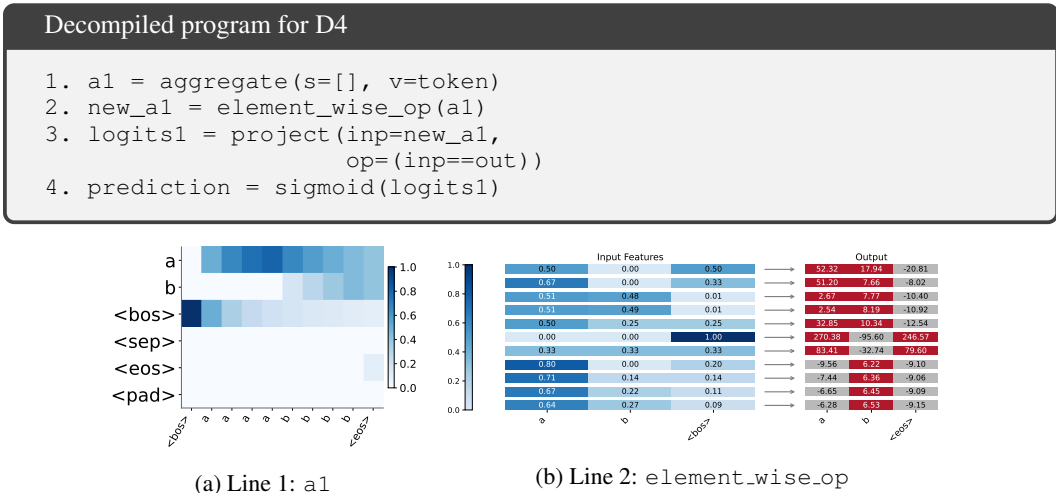 Decompiled program for D4
1. a1 = aggregate(s=[], v=token)
2. new_a1 = element_wise_op(a1)
3. logits1 = project(inp=new_a1,
op=(inp==out))
4. prediction = sigmoid(logits1)
a
b
<bos>
<sep>
<eos>
<pad>
<bos> a a a a b b b b <eos>
1.0
0.8
0.6
0.4
0.2
0.0
1.0
0.8
0.6
0.4
0.2
0.0
Input Features Output
0.50 0.00 0.50 52.32 17.94 -20.81
0.67 0.00 0.33 51.20 7.66 -8.02
0.51 0.48 0.01 2.67 7.77 -10.40
0.51 0.49 0.01 2.54 8.19 -10.92
0.50 0.25 0.25 32.85 10.34 -12.54
0.00 0.00 1.00 270.38 -95.60 246.57
0.33 0.33 0.33 83.41 -32.74 79.60
0.80 0.00 0.20 -9.56 6.22 -9.10
0.71 0.14 0.14 -7.44 6.36 -9.06
0.67 0.22 0.11 -6.65 6.45 -9.09
0.64 0.27 0.09 -6.28 6.53 -9.15
a b <bos> a b <eos>
(a) Line 1: a1
(b) Line 2: element_wise_op